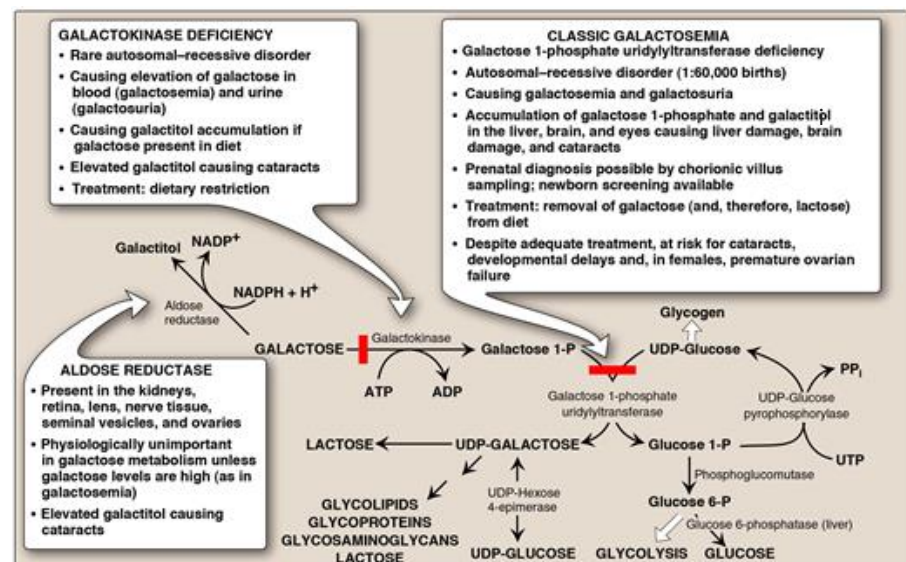 GALACTOKINASE DEFICIENCY
• Rare autosomal–recessive disorder
• Causing elevation of galactose in
blood (galactosemia) and urine
(galactosuria)
• Causing galactitol accumulation if
galactose present in diet
• Elevated galactitol causing cataracts
• Treatment: dietary restriction
CLASSIC GALACTOSEMIA
• Galactose 1-phosphate uridylyltransferase deficiency
• Autosomal–recessive disorder (1:60,000 births)
• Causing galactosemia and galactosuria
• Accumulation of galactose 1-phosphate and galactitol
in the liver, brain, and eyes causing liver damage, brain
damage, and cataracts
• Prenatal diagnosis possible by chorionic villus
sampling; newborn screening available
• Treatment: removal of galactose (and, therefore, lactose)
from diet
• Despite adequate treatment, at risk for cataracts,
developmental delays and, in females, premature ovarian
failure
Galactitol
NADP+
NADPH + H+
Aldose
reductase
GALACTOSE
Galactokinase
ATP
ADP
Galactose 1-P
Glycogen
UDP-Glucose
Galactose 1-phosphate
uridylyltransferase
PPi
UDP-Glucose
pyrophosphorylase
UTP
ALDOSE REDUCTASE
• Present in the kidneys,
retina, lens, nerve tissue,
seminal vesicles, and ovaries
• Physiologically unimportant
in galactose metabolism unless
galactose levels are high (as in
galactosemia)
• Elevated galactitol causing
cataracts
LACTOSE
UDP-GALACTOSE
Glucose 1-P
Phosphoglucomutase
GLYCOLIPIDS
GLYCOPROTEINS
GLYCOSAMINOGLYCANS
LACTOSE
UDP-Hexose
4-epimerase
UDP-GLUCOSE
Glucose 6-P
Glucose 6-phosphatase (liver)
GLYCOLYSIS
GLUCOSE